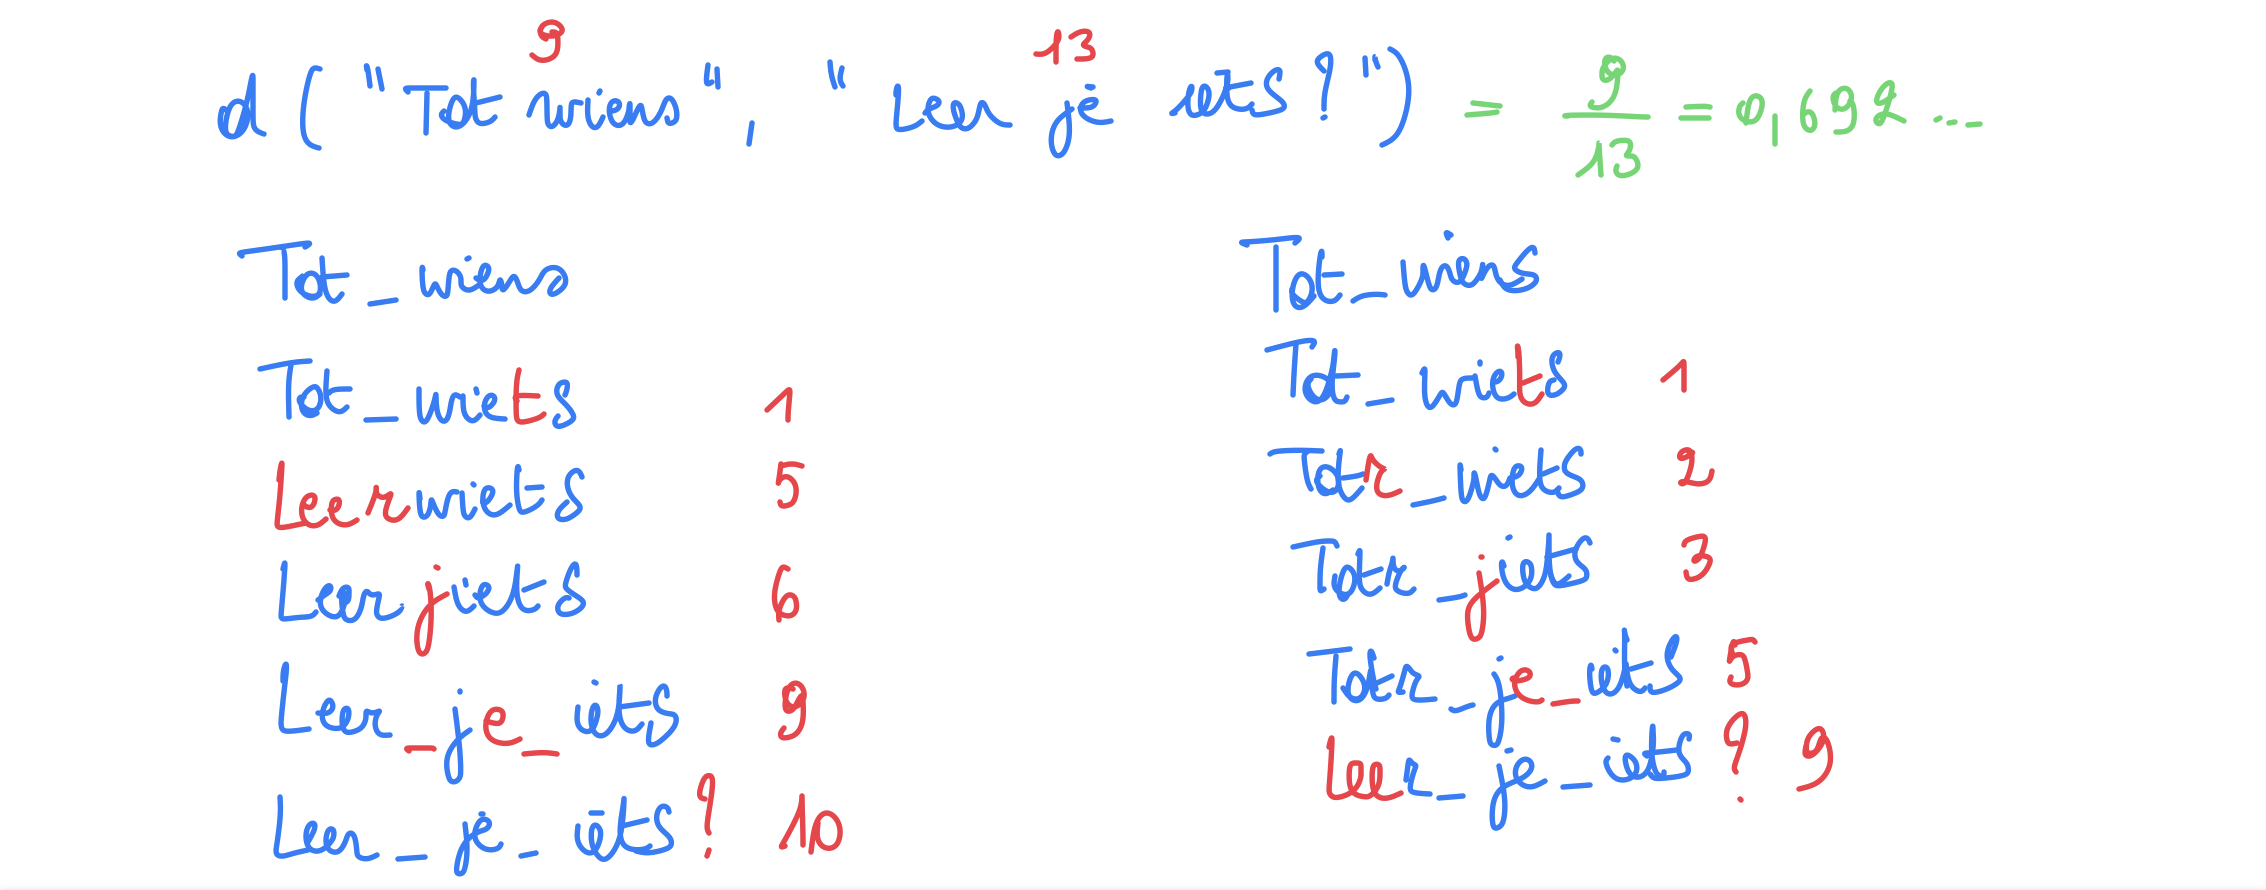 9 13
d ( "Tot wiens", "Leer je iets?") = 9/13 = 0,692...
Tot_wiens
Tot_wiets 1
Leerwiets 5
Leerjiets 6
Leer_je_iets 9
Leer_je_iets? 10
Tot_wiens
Tot_wiets 1
Totr_wiets 2
Totr_jiets 3
Totr_je_iets 5
Leer_je_iets? 9